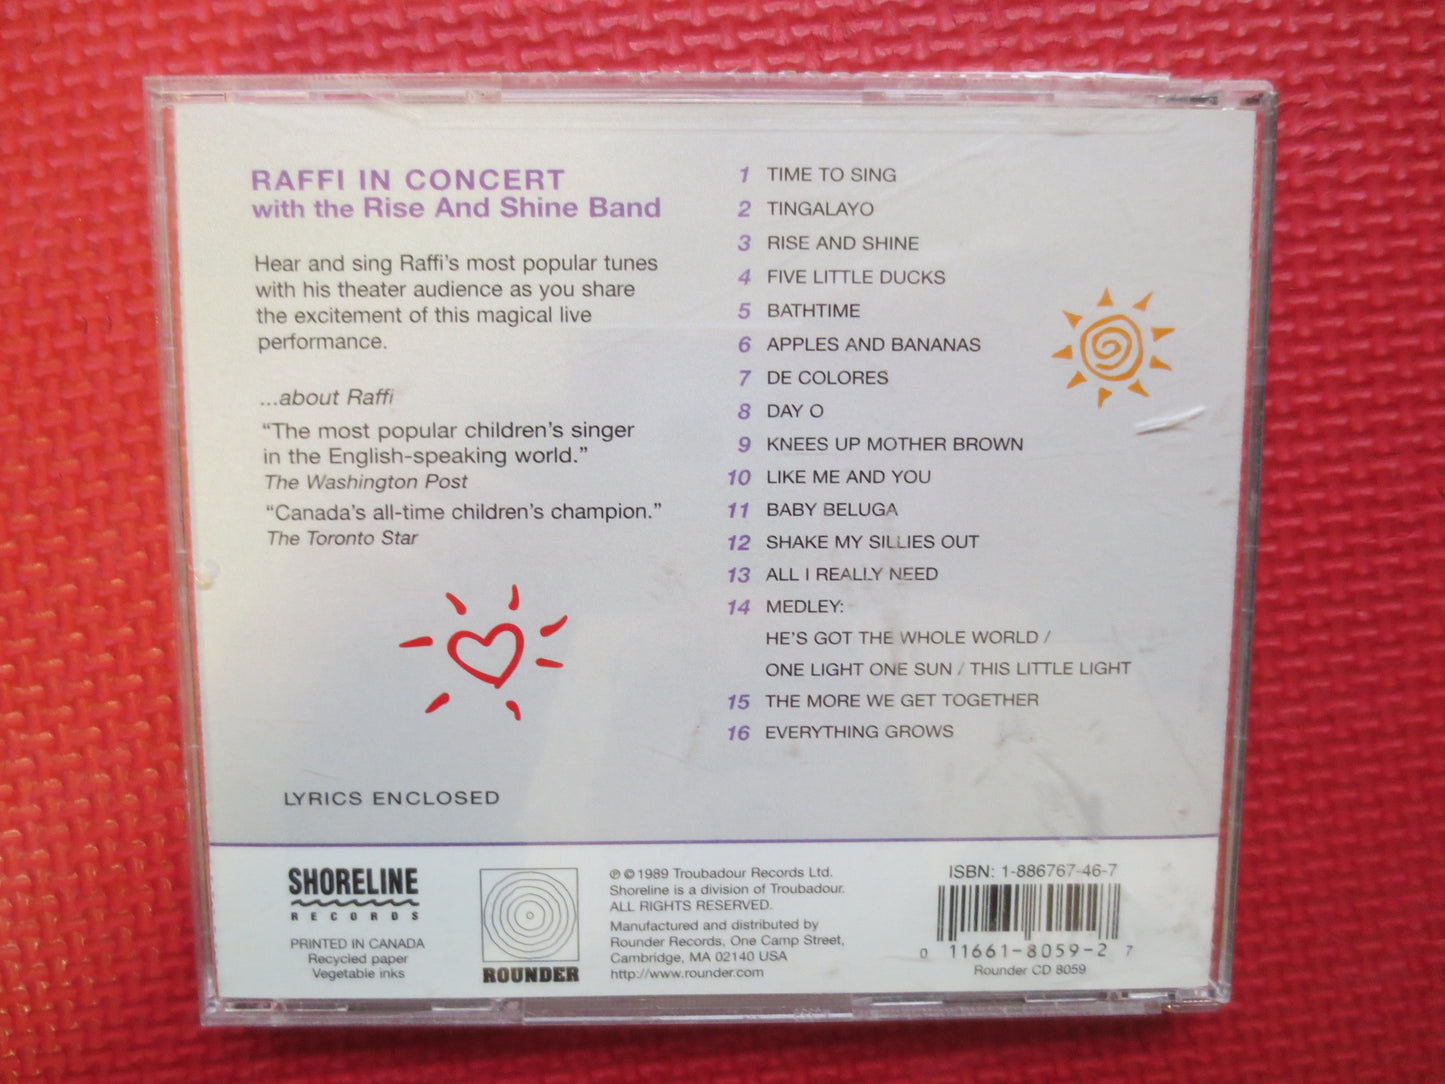 RAFFI IN CONCERT
with the Rise And Shine Band
Hear and sing Raffi's most popular tunes
with his theater audience as you share
the excitement of this magical live
performance.
...about Raffi
“The most popular children's singer
in the English-speaking world.”
The Washington Post
“Canada's all-time children's champion.”
The Toronto Star
LYRICS ENCLOSED
1 TIME TO SING
2 TINGALAYO
3 RISE AND SHINE
4 FIVE LITTLE DUCKS
5 BATHTIME
6 APPLES AND BANANAS
7 DE COLORES
8 DAY O
9 KNEES UP MOTHER BROWN
10 LIKE ME AND YOU
11 BABY BELUGA
12 SHAKE MY SILLIES OUT
13 ALL I REALLY NEED
14 MEDLEY:
HE'S GOT THE WHOLE WORLD /
ONE LIGHT ONE SUN / THIS LITTLE LIGHT
15 THE MORE WE GET TOGETHER
16 EVERYTHING GROWS
SHORELINE
RECORDS
PRINTED IN CANADA
Recycled paper
Vegetable inks
ROUNDER
℗ © 1989 Troubadour Records Ltd.
Shoreline is a division of Troubadour.
ALL RIGHTS RESERVED.
Manufactured and distributed by
Rounder Records, One Camp Street,
Cambridge, MA 02140 USA
http://www.rounder.com
ISBN: 1-886767-46-7
0 11661-8059-2 7
Rounder CD 8059